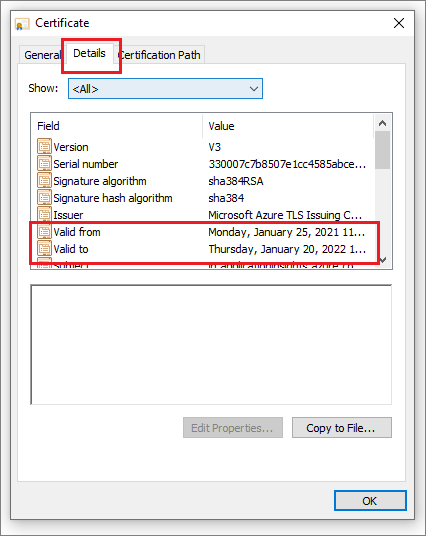 Certificate
General Details Certification Path
Show: <All>
Field Value
Version V3
Serial number 330007c7b8507e1cc4585abce...
Signature algorithm sha384RSA
Signature hash algorithm sha384
Issuer Microsoft Azure TLS Issuing C...
Valid from Monday, January 25, 2021 11...
Valid to Thursday, January 20, 2022 1...
Edit Properties... Copy to File...
OK